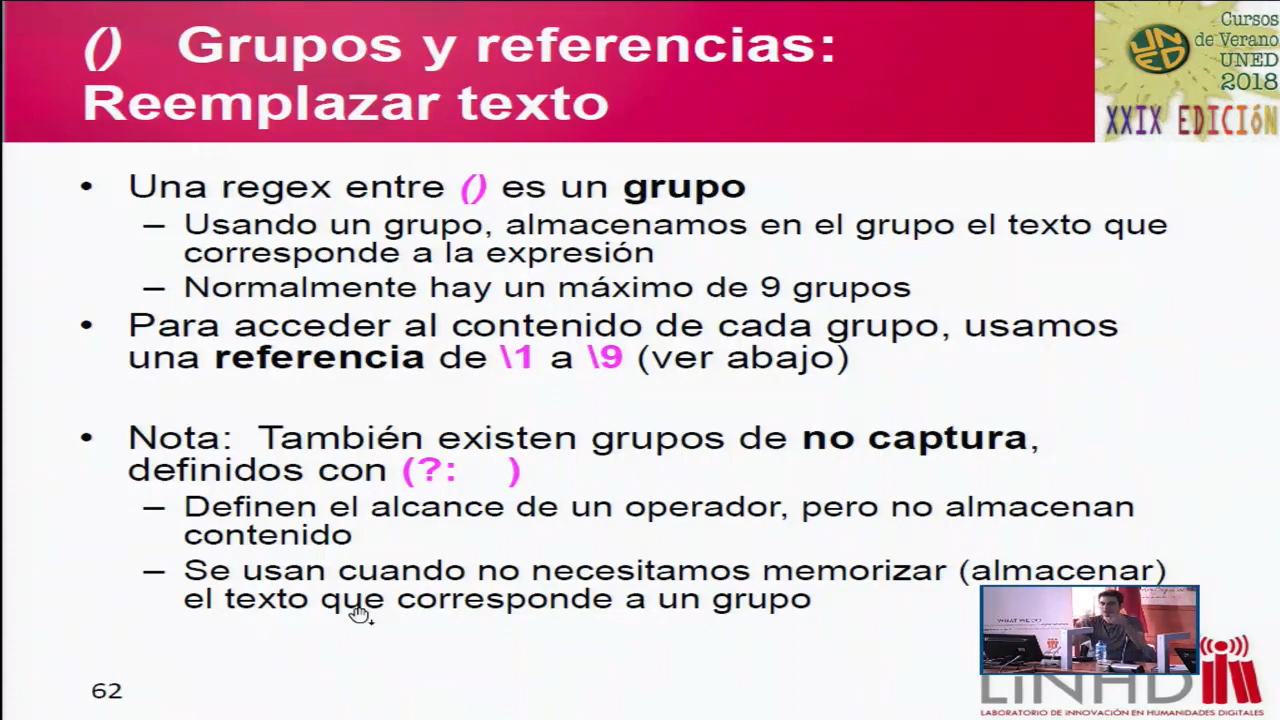 () Grupos y referencias:
Reemplazar texto
Cursos
de Verano
UNED
2018
XXIX EDICIÓN
• Una regex entre () es un grupo
– Usando un grupo, almacenamos en el grupo el texto que
corresponde a la expresión
– Normalmente hay un máximo de 9 grupos
• Para acceder al contenido de cada grupo, usamos
una referencia de \1 a \9 (ver abajo)
• Nota: También existen grupos de no captura,
definidos con (?: )
– Definen el alcance de un operador, pero no almacenan
contenido
– Se usan cuando no necesitamos memorizar (almacenar)
el texto que corresponde a un grupo
WHAT WE DO
LINHD
LABORATORIO DE INNOVACIÓN EN HUMANIDADES DIGITALES
62